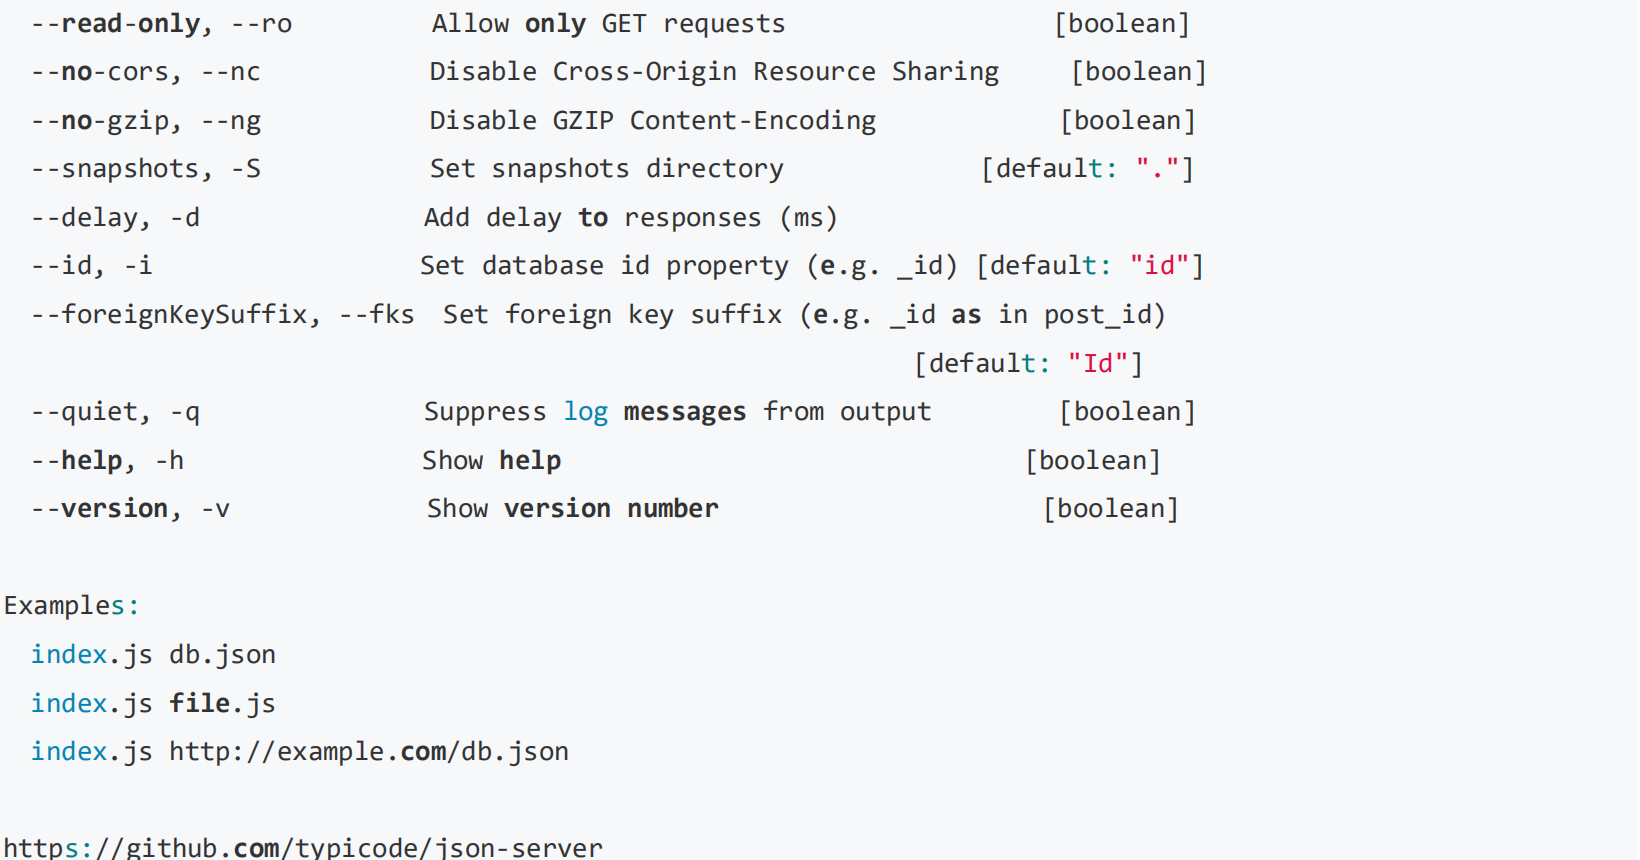 --read-only, --ro Allow only GET requests [boolean]
--no-cors, --nc Disable Cross-Origin Resource Sharing [boolean]
--no-gzip, --ng Disable GZIP Content-Encoding [boolean]
--snapshots, -S Set snapshots directory [default: "."]
--delay, -d Add delay to responses (ms)
--id, -i Set database id property (e.g. _id) [default: "id"]
--foreignKeySuffix, --fks Set foreign key suffix (e.g. _id as in post_id)
[default: "Id"]
--quiet, -q Suppress log messages from output [boolean]
--help, -h Show help [boolean]
--version, -v Show version number [boolean]
Examples:
index.js db.json
index.js file.js
index.js http://example.com/db.json
https://github.com/typicode/json-server